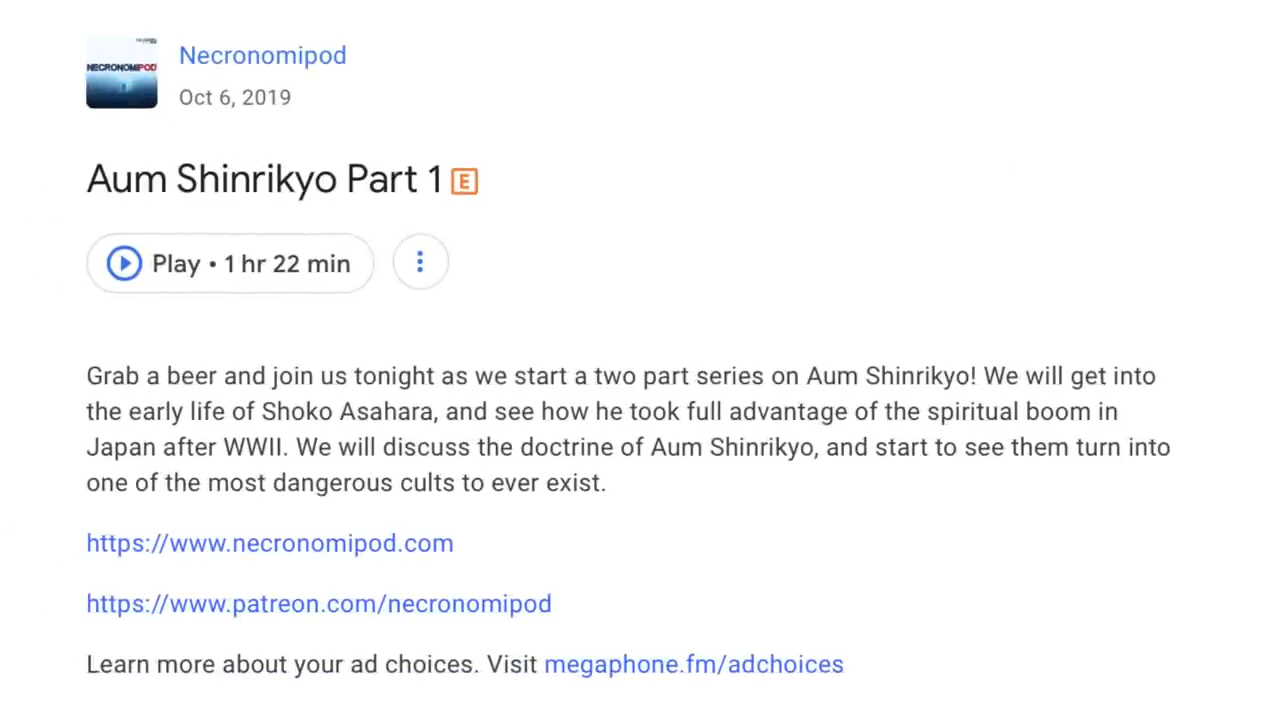 NECRONOMIPOD
Necronomipod
Oct 6, 2019
Aum Shinrikyo Part 1 E
Play • 1 hr 22 min
Grab a beer and join us tonight as we start a two part series on Aum Shinrikyo! We will get into
the early life of Shoko Asahara, and see how he took full advantage of the spiritual boom in
Japan after WWII. We will discuss the doctrine of Aum Shinrikyo, and start to see them turn into
one of the most dangerous cults to ever exist.
https://www.necronomipod.com
https://www.patreon.com/necronomipod
Learn more about your ad choices. Visit megaphone.fm/adchoices